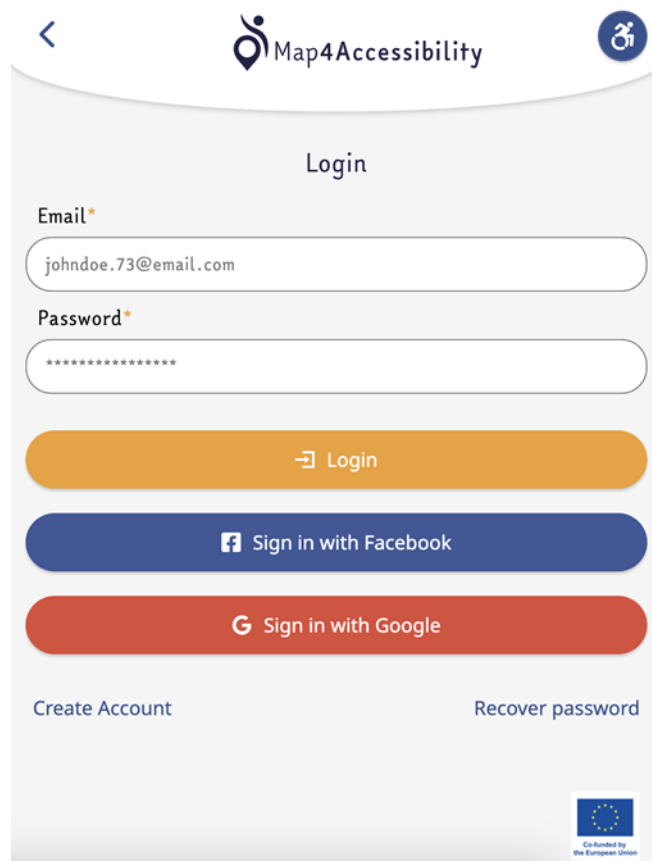 Map4Accessibility
Login
Email*
johndoe.73@email.com
Password*
****************
Login
Sign in with Facebook
Sign in with Google
Create Account
Recover password
Co-funded by
the European Union